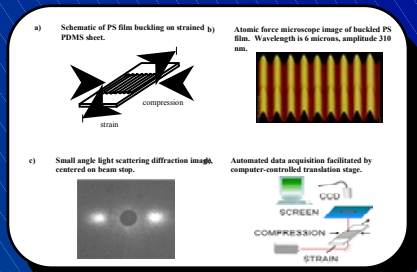 a) Schematic of PS film buckling on strained
PDMS sheet.
compression
strain
b) Atomic force microscope image of buckled PS
film. Wavelength is 6 microns, amplitude 310
nm.
c) Small angle light scattering diffraction image,
centered on beam stop.
d) Automated data acquisition facilitated by
computer-controlled translation stage.
CCD
SCREEN
COMPRESSION
STRAIN